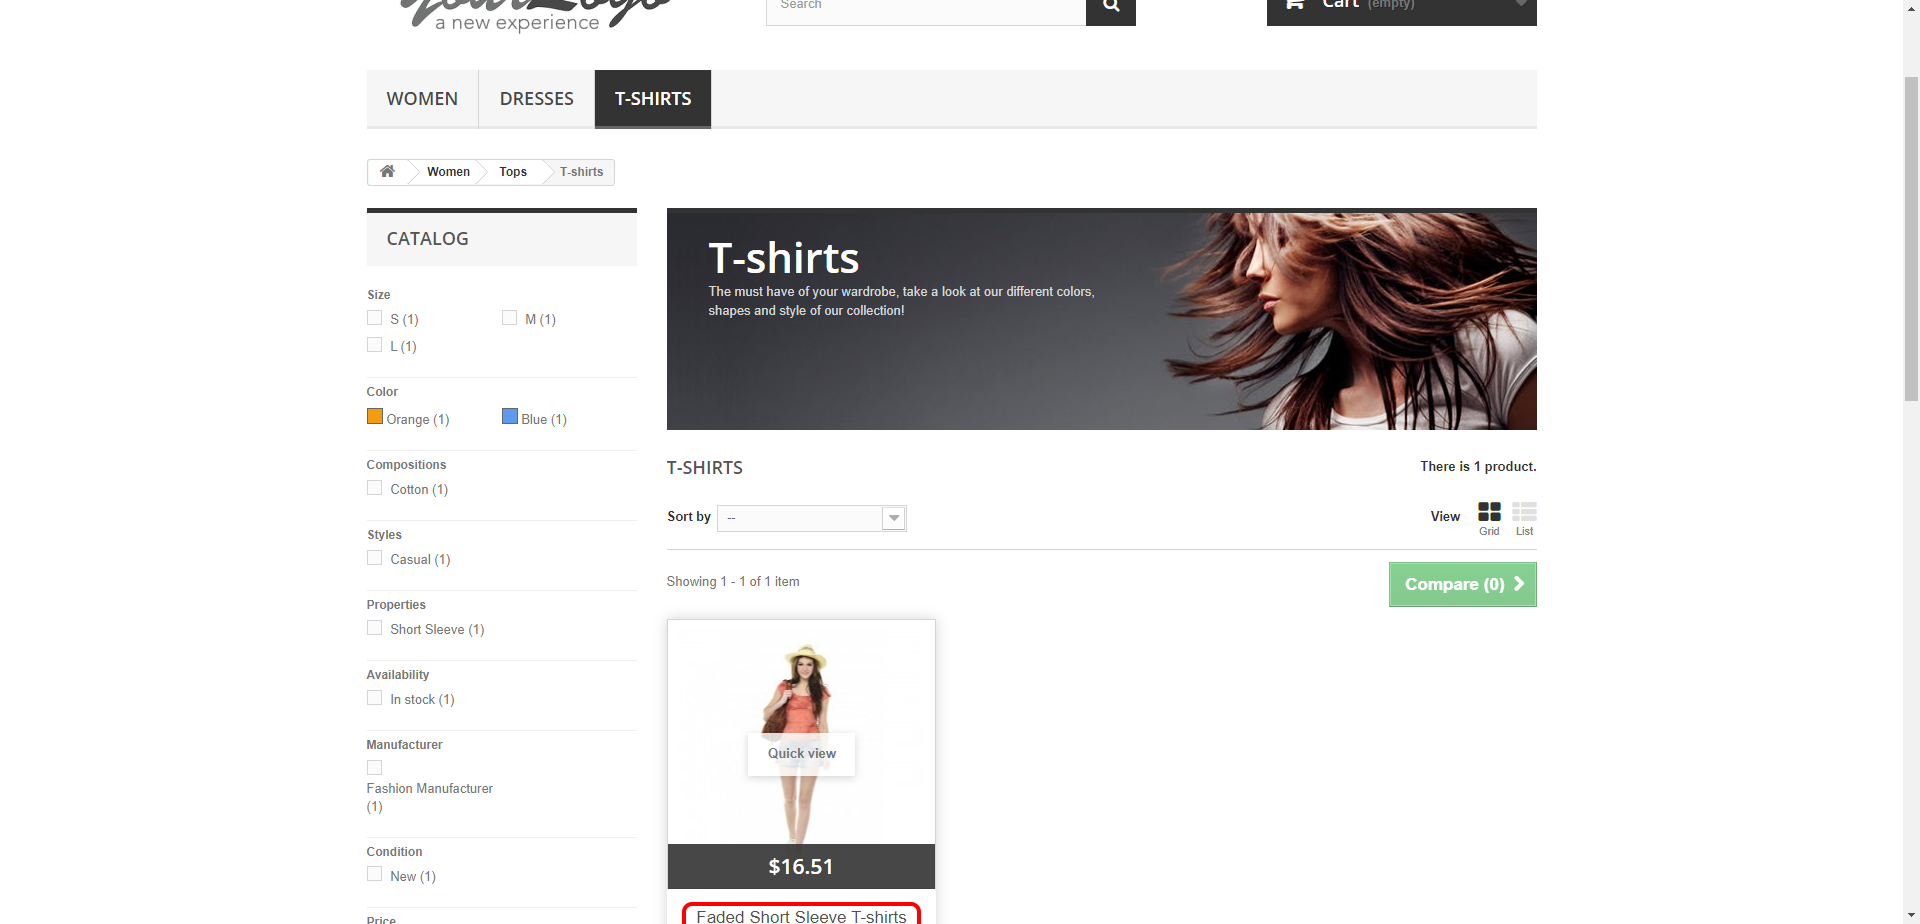 yourLogo
a new experience
Search
Cart (empty)
WOMEN
DRESSES
T-SHIRTS
Women
Tops
T-shirts
CATALOG
Size
S (1)
M (1)
L (1)
Color
Orange (1)
Blue (1)
Compositions
Cotton (1)
Styles
Casual (1)
Properties
Short Sleeve (1)
Availability
In stock (1)
Manufacturer
Fashion Manufacturer
(1)
Condition
New (1)
Price
T-shirts
The must have of your wardrobe, take a look at our different colors,
shapes and style of our collection!
T-SHIRTS
There is 1 product.
Sort by
--
View
Grid
List
Showing 1 - 1 of 1 item
Compare (0)
Quick view
$16.51
Faded Short Sleeve T-shirts